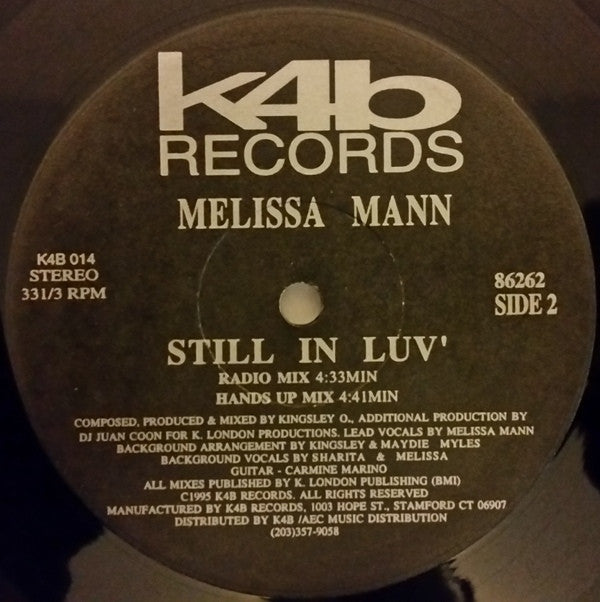 K4b
RECORDS
MELISSA MANN
K4B 014
STEREO
331/3 RPM
86262
SIDE 2
STILL IN LUV'
RADIO MIX 4:33MIN
HANDS UP MIX 4:41MIN
COMPOSED, PRODUCED & MIXED BY KINGSLEY O., ADDITIONAL PRODUCTION BY
DJ JUAN COON FOR K. LONDON PRODUCTIONS. LEAD VOCALS BY MELISSA MANN
BACKGROUND ARRANGEMENT BY KINGSLEY & MAYDIE MYLES
BACKGROUND VOCALS BY SHARITA & MELISSA
GUITAR - CARMINE MARINO
ALL MIXES PUBLISHED BY K. LONDON PUBLISHING (BMI)
C1995 K4B RECORDS. ALL RIGHTS RESERVED
MANUFACTURED BY K4B RECORDS, 1003 HOPE ST., STAMFORD CT 06907
DISTRIBUTED BY K4B /AEC MUSIC DISTRIBUTION
(203)357-9058